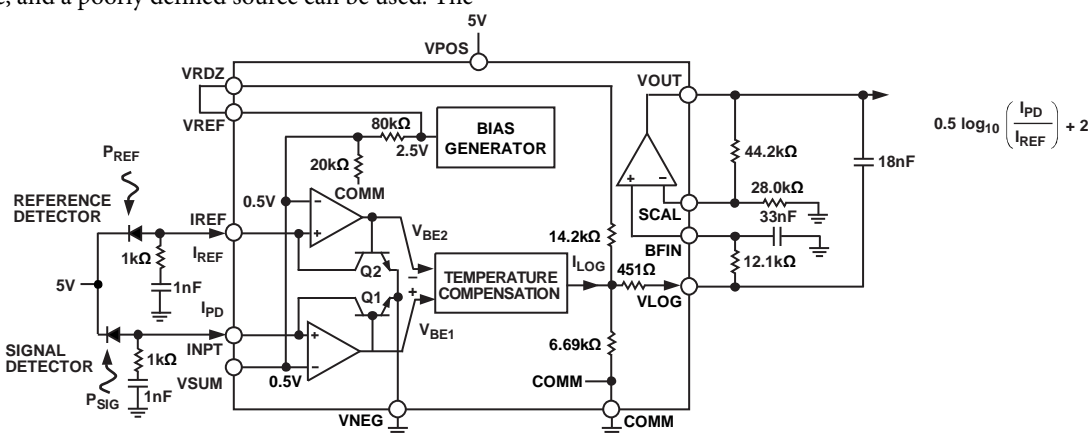 e, and a poorly defined source can be used. The
5V
VPOS
VRDZ
VOUT
VREF
80kΩ
2.5V
BIAS
GENERATOR
0.5 log10 (IPD / IREF) + 2
PREF
20kΩ
COMM
44.2kΩ
18nF
REFERENCE
DETECTOR
0.5V
28.0kΩ
SCAL
33nF
IREF
IREF
VBE2
14.2kΩ
BFIN
1kΩ
1nF
Q2
ILOG
451Ω
12.1kΩ
5V
TEMPERATURE
COMPENSATION
VLOG
IPD
Q1
VBE1
INPT
SIGNAL
DETECTOR
1kΩ
6.69kΩ
VSUM
0.5V
COMM
1nF
PSIG
VNEG
COMM